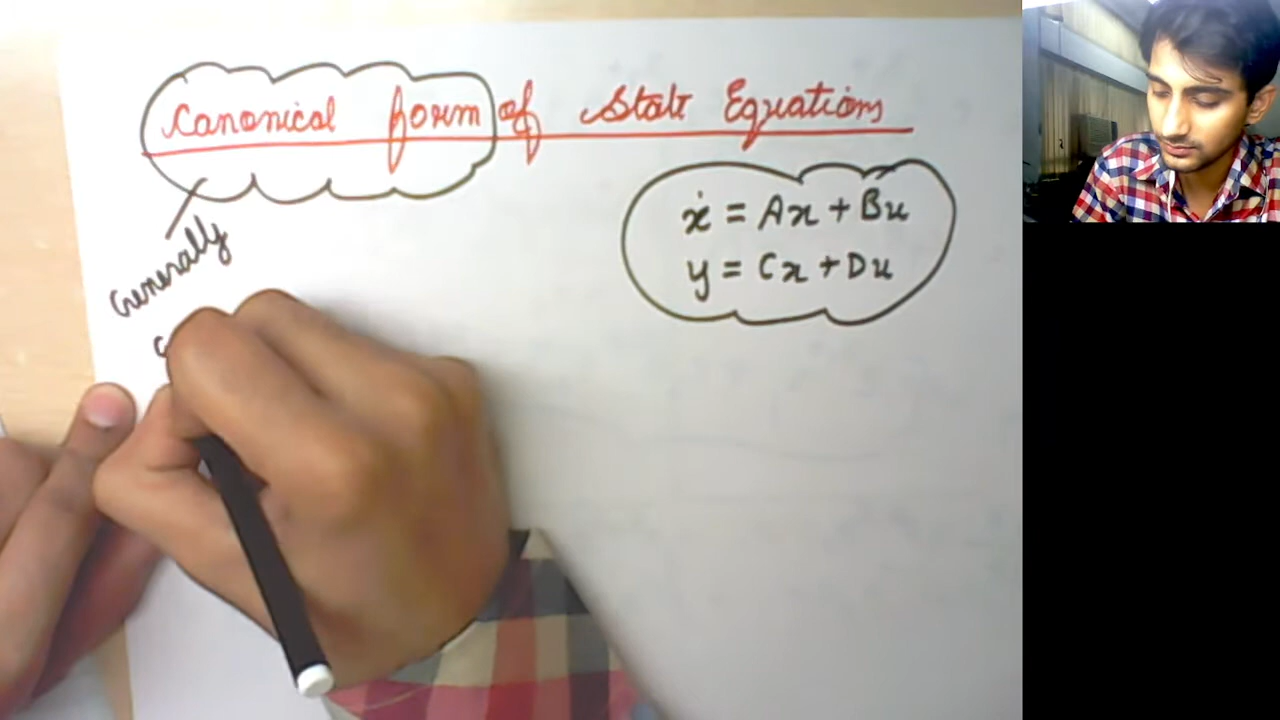 Canonical form of State Equations
ẋ = Ax + Bu
y = Cx + Du
Generally